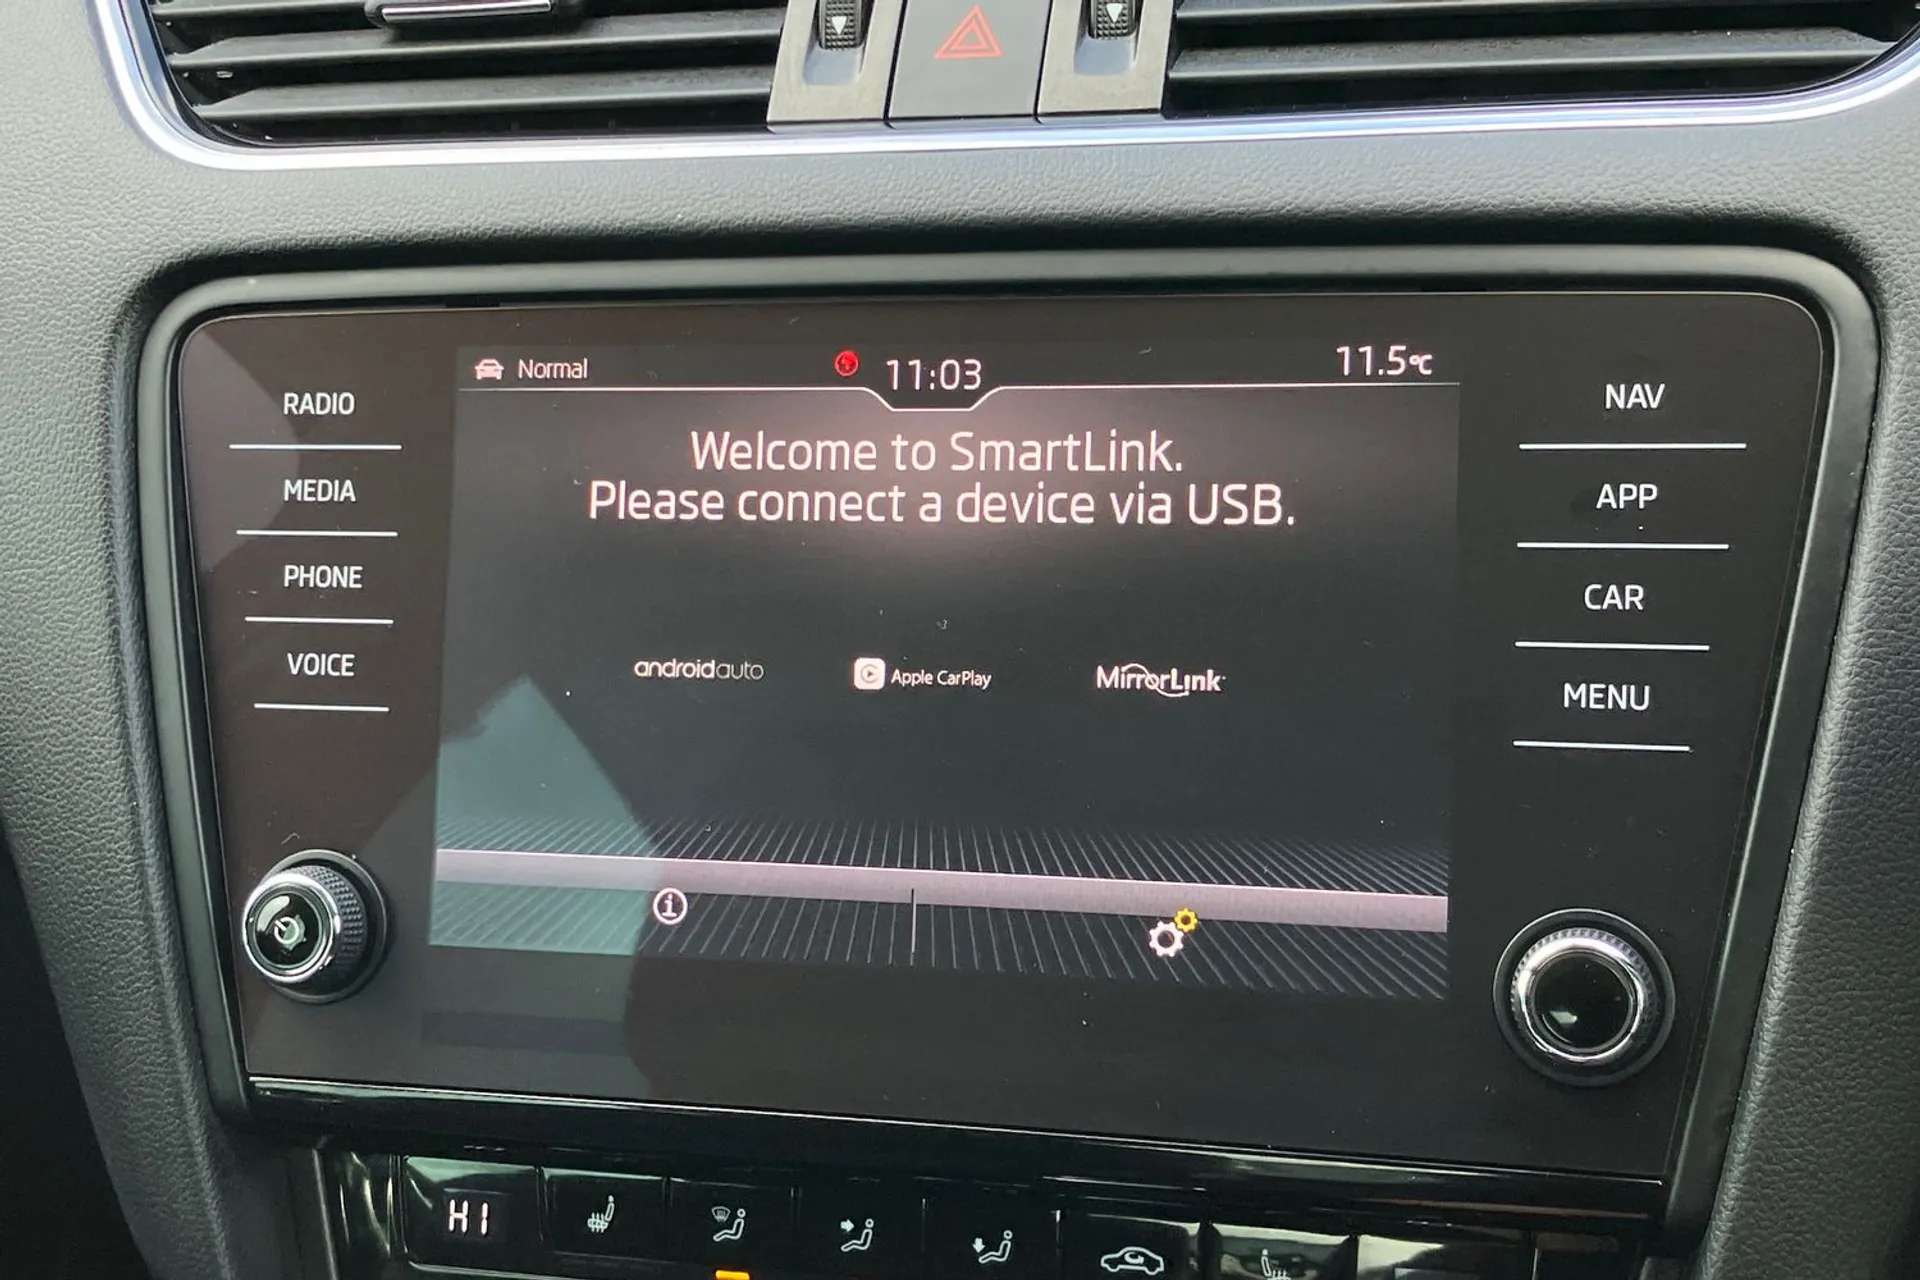 Normal
11:03
11.5°C
Welcome to SmartLink.
Please connect a device via USB.
androidauto
Apple CarPlay
MirrorLink
RADIO
MEDIA
PHONE
VOICE
NAV
APP
CAR
MENU
i
HI